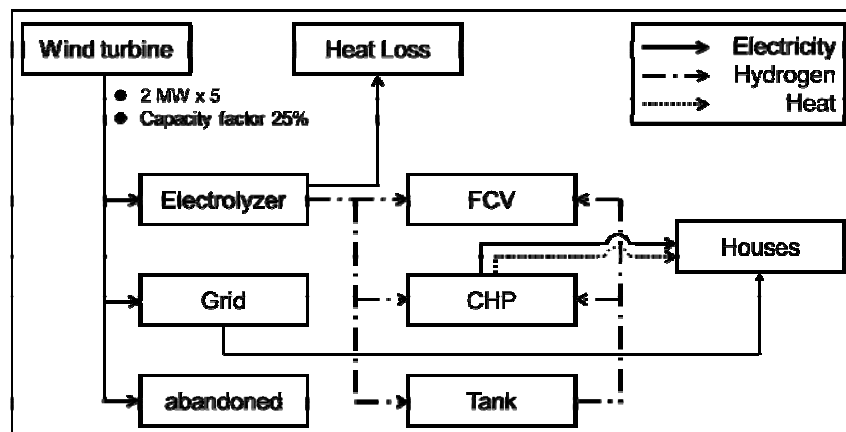 Wind turbine
Heat Loss
Electricity
Hydrogen
Heat
● 2 MW x 5
● Capacity factor 25%
Electrolyzer
FCV
Houses
Grid
CHP
abandoned
Tank